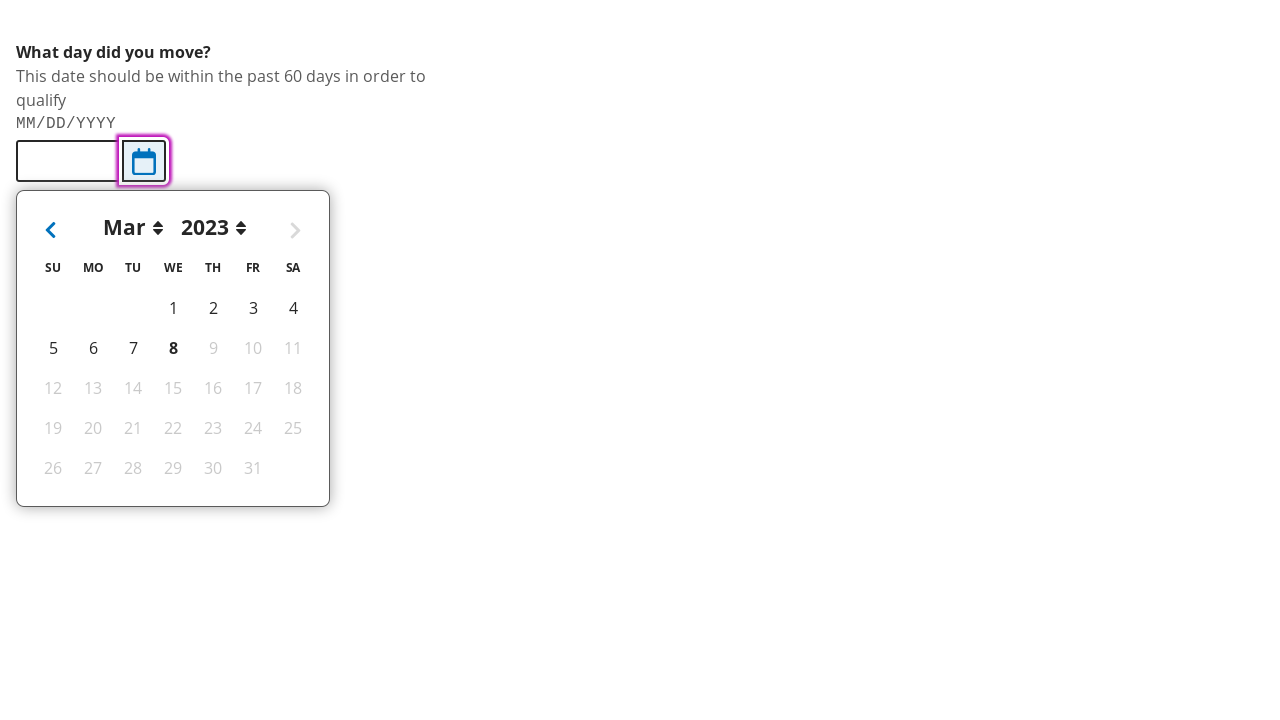 What day did you move?
This date should be within the past 60 days in order to
qualify
MM/DD/YYYY
Mar 2023
SU MO TU WE TH FR SA
1 2 3 4
5 6 7 8 9 10 11
12 13 14 15 16 17 18
19 20 21 22 23 24 25
26 27 28 29 30 31